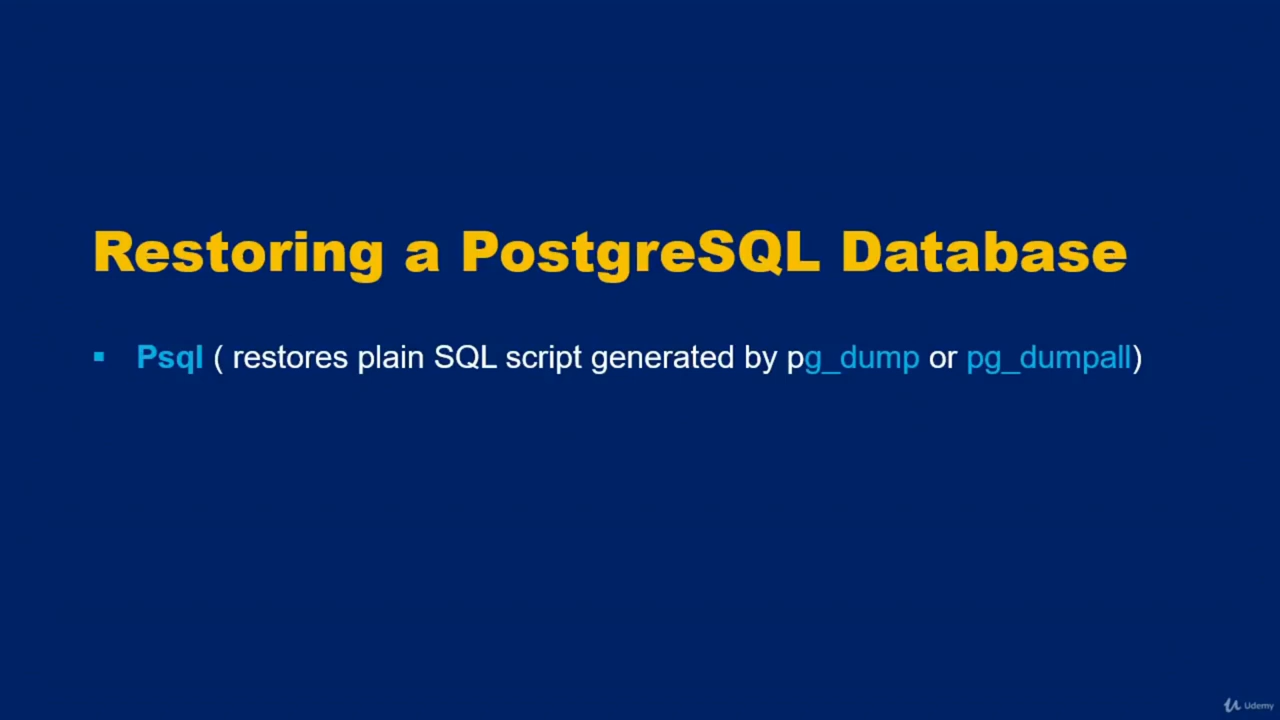 Restoring a PostgreSQL Database
▪ Psql ( restores plain SQL script generated by pg_dump or pg_dumpall)
Udemy